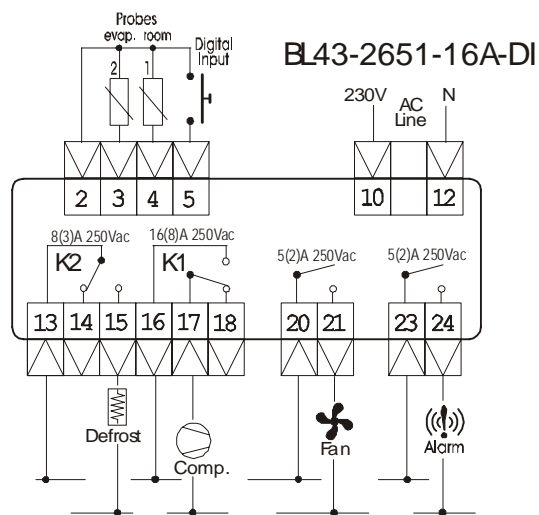 Probes
evap. room
Digital
Input
BL43-2651-16A-DI
2 1
230V AC N
Line
2 3 4 5 10 12
8(3)A 250Vac 16(8)A 250Vac
K2 K1
5(2)A 250Vac 5(2)A 250Vac
13 14 15 16 17 18 20 21 23 24
Defrost
Comp.
Fan
Alarm